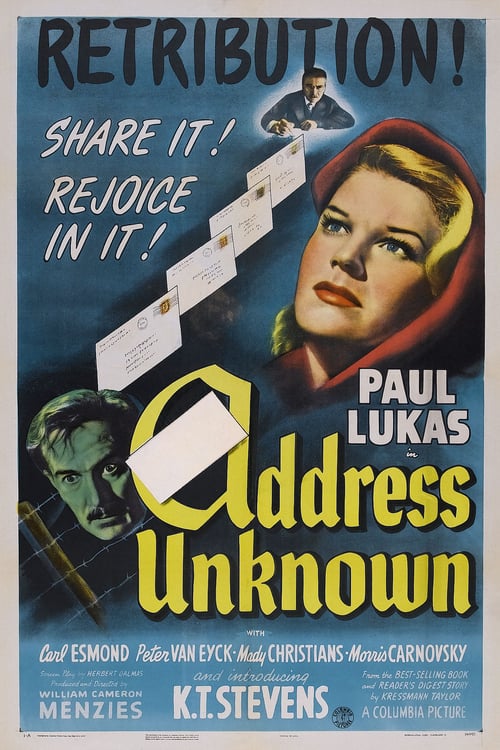 RETRIBUTION!
SHARE IT!
REJOICE
IN IT!
PAUL
LUKAS
in
Address
Unknown
WITH
Carl ESMOND · Peter VAN EYCK · Mady CHRISTIANS · Morris CARNOVSKY
Screen Play by HERBERT DALMAS
Produced and Directed by
WILLIAM CAMERON
MENZIES
and introducing
K.T. STEVENS
From the BEST-SELLING BOOK
and READER'S DIGEST STORY
by KRESSMANN TAYLOR
A COLUMBIA PICTURE